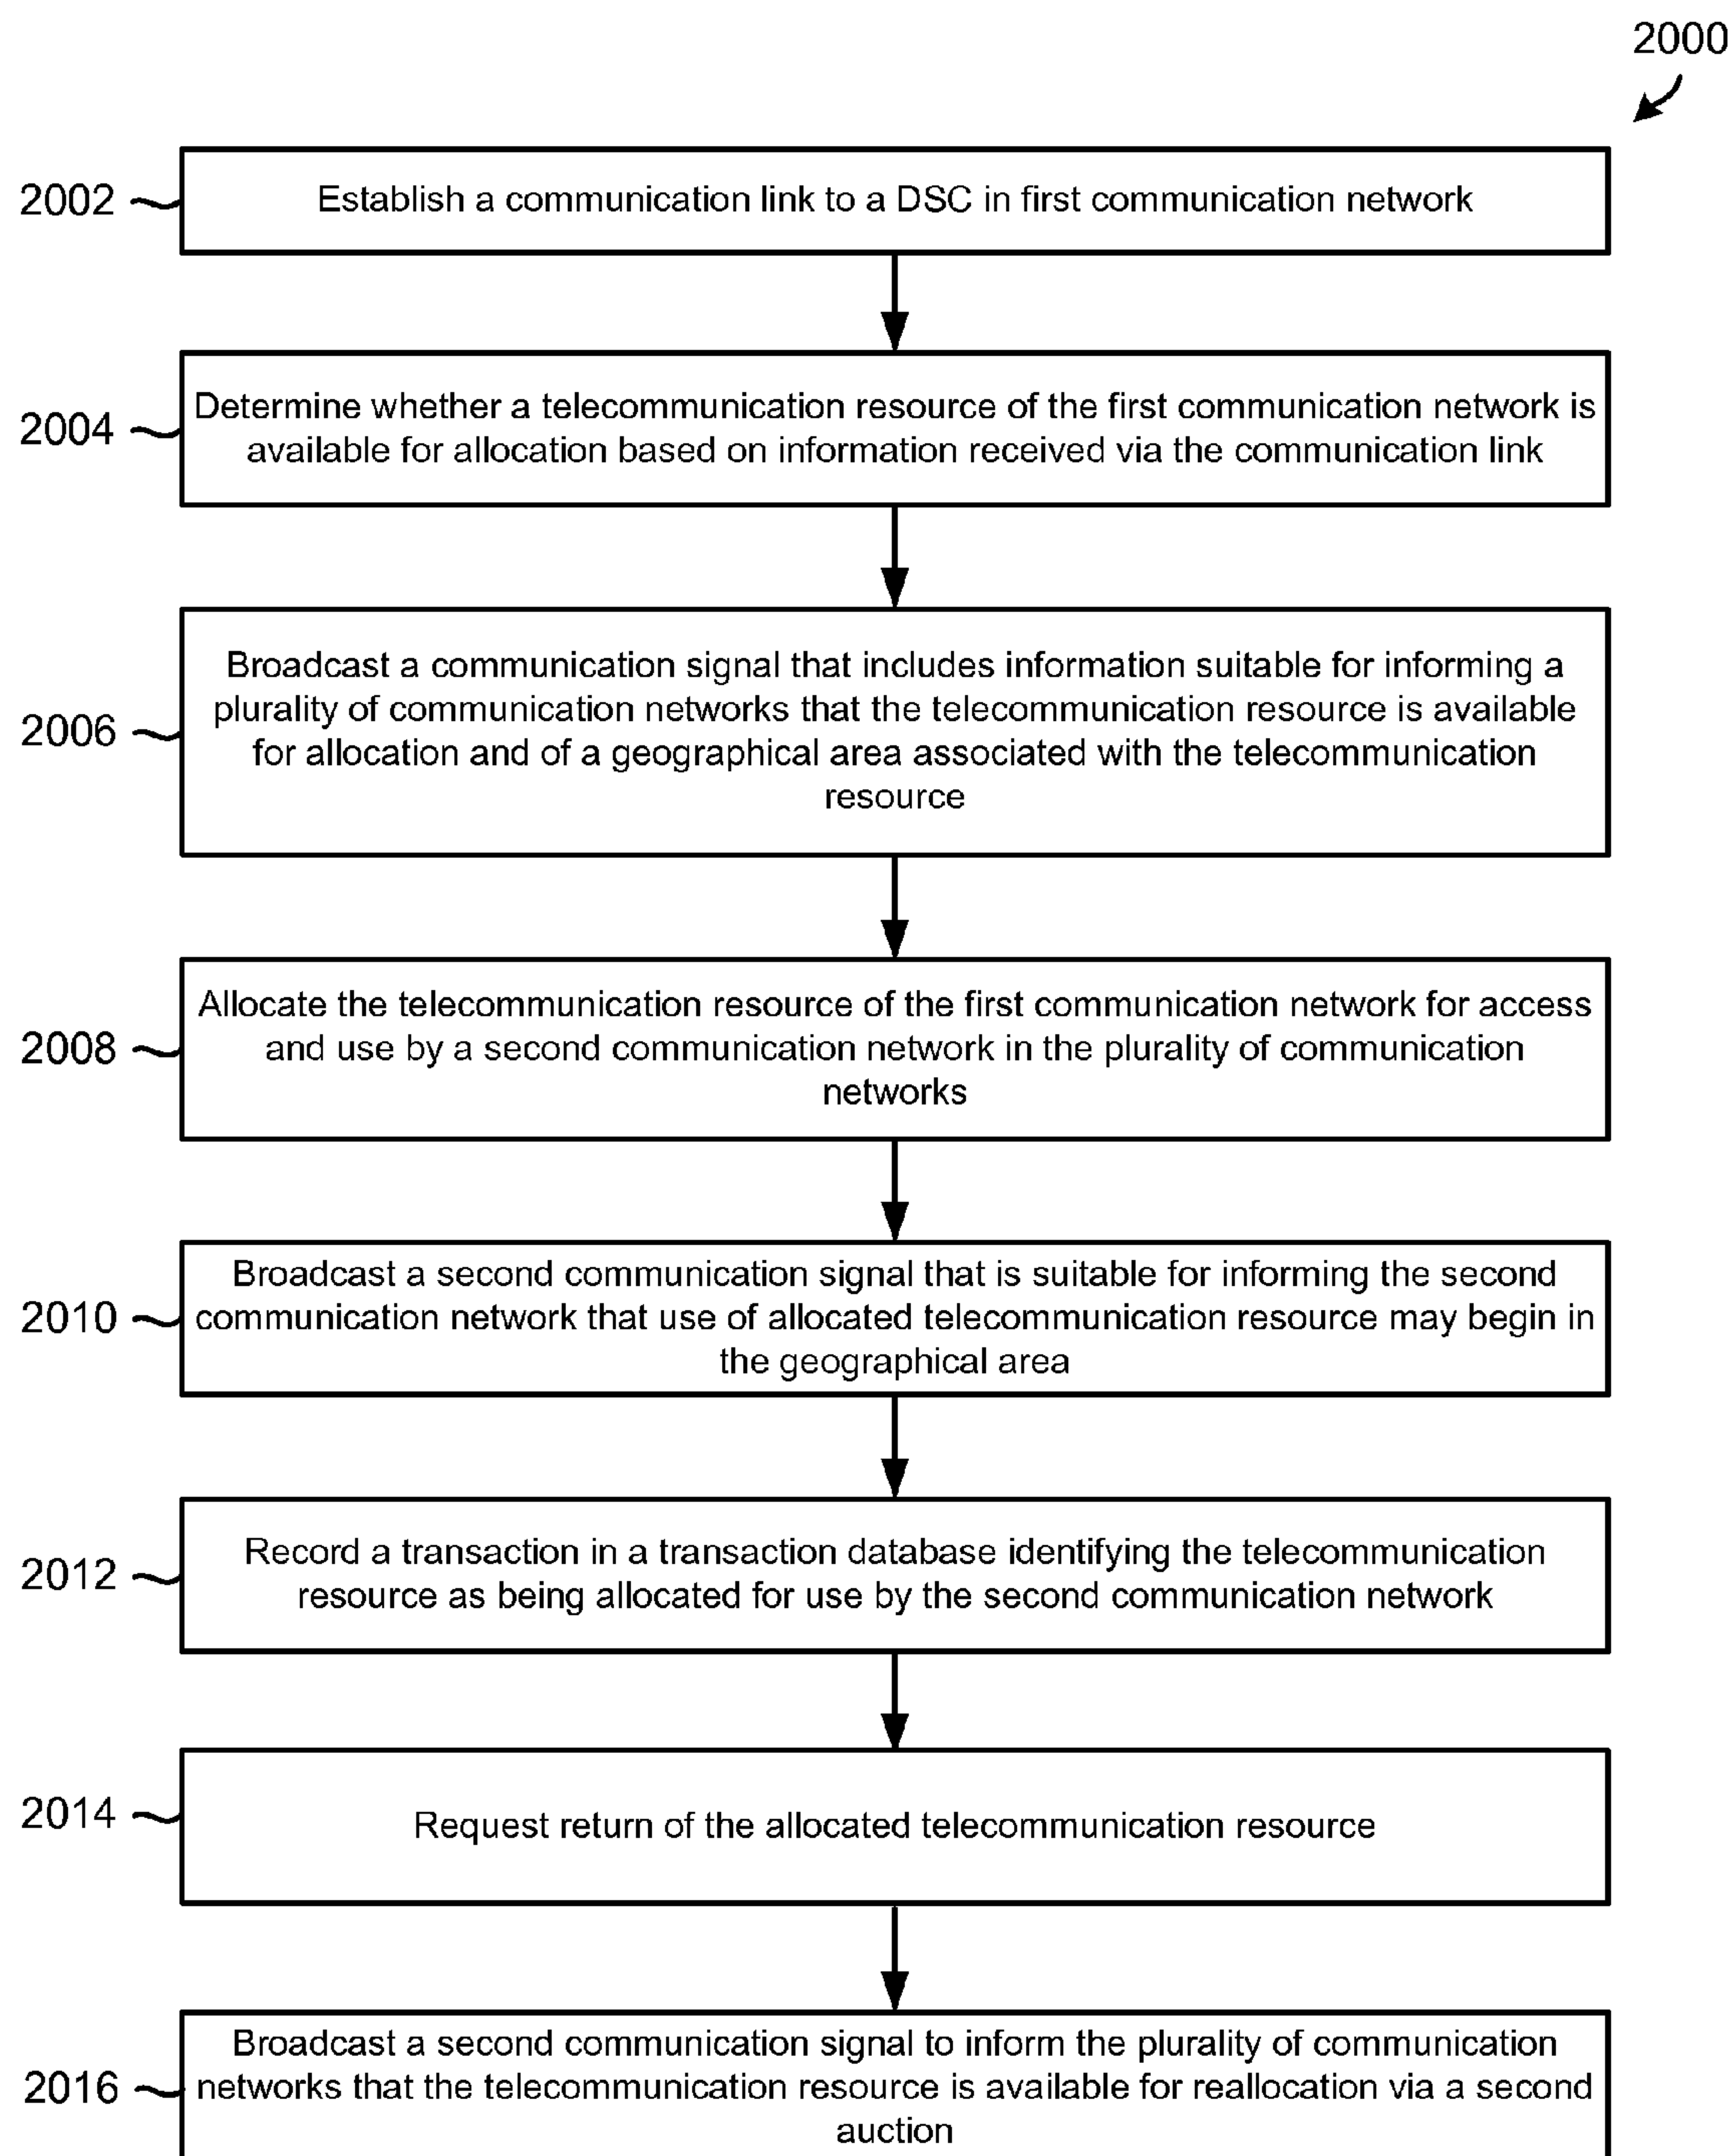 2000
2002
Establish a communication link to a DSC in first communication network
2004
Determine whether a telecommunication resource of the first communication network is
available for allocation based on information received via the communication link
2006
Broadcast a communication signal that includes information suitable for informing a
plurality of communication networks that the telecommunication resource is available
for allocation and of a geographical area associated with the telecommunication
resource
2008
Allocate the telecommunication resource of the first communication network for access
and use by a second communication network in the plurality of communication
networks
2010
Broadcast a second communication signal that is suitable for informing the second
communication network that use of allocated telecommunication resource may begin in
the geographical area
2012
Record a transaction in a transaction database identifying the telecommunication
resource as being allocated for use by the second communication network
2014
Request return of the allocated telecommunication resource
2016
Broadcast a second communication signal to inform the plurality of communication
networks that the telecommunication resource is available for reallocation via a second
auction